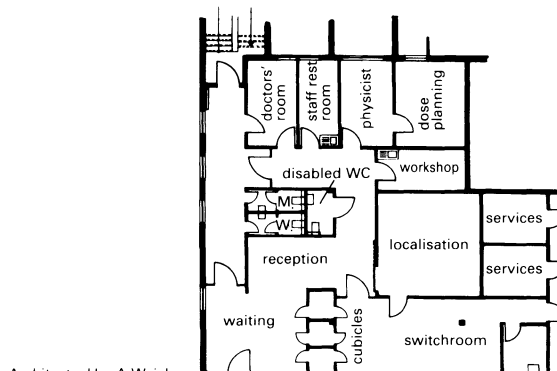 doctors'
room
staff rest
room
physicist
dose
planning
disabled WC
workshop
M.
W.
services
localisation
services
reception
waiting
cubicles
switchroom